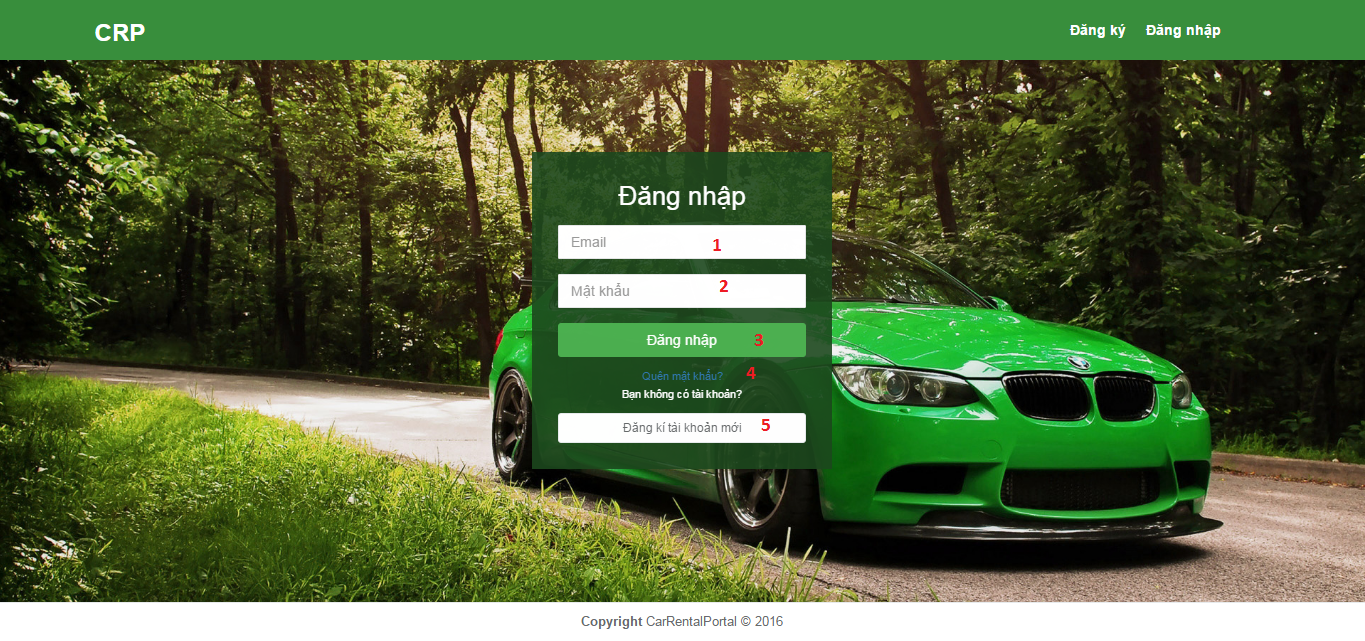 CRP
Đăng ký Đăng nhập
Đăng nhập
Email 1
Mật khẩu 2
Đăng nhập 3
Quên mật khẩu? 4
Bạn không có tài khoản?
Đăng kí tài khoản mới 5
Copyright CarRentalPortal © 2016